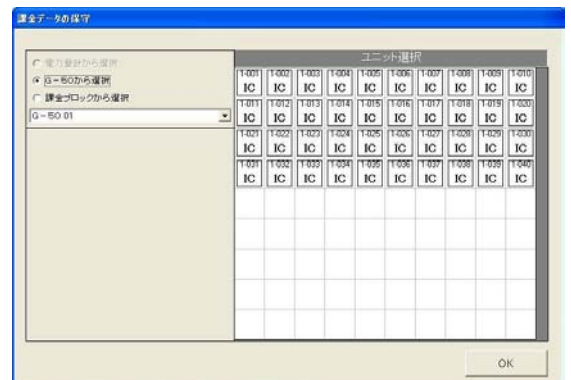 課金データの保守
電力量計から選択
G-50から選択
課金ブロックから選択
G-50 01
ユニット選択
1-001 1-002 1-003 1-004 1-005 1-006 1-007 1-008 1-009 1-010
IC IC IC IC IC IC IC IC IC IC
1-011 1-012 1-013 1-014 1-015 1-016 1-017 1-018 1-019 1-020
IC IC IC IC IC IC IC IC IC IC
1-021 1-022 1-023 1-024 1-025 1-026 1-027 1-028 1-029 1-030
IC IC IC IC IC IC IC IC IC IC
1-031 1-032 1-033 1-034 1-035 1-036 1-037 1-038 1-039 1-040
IC IC IC IC IC IC IC IC IC IC
OK